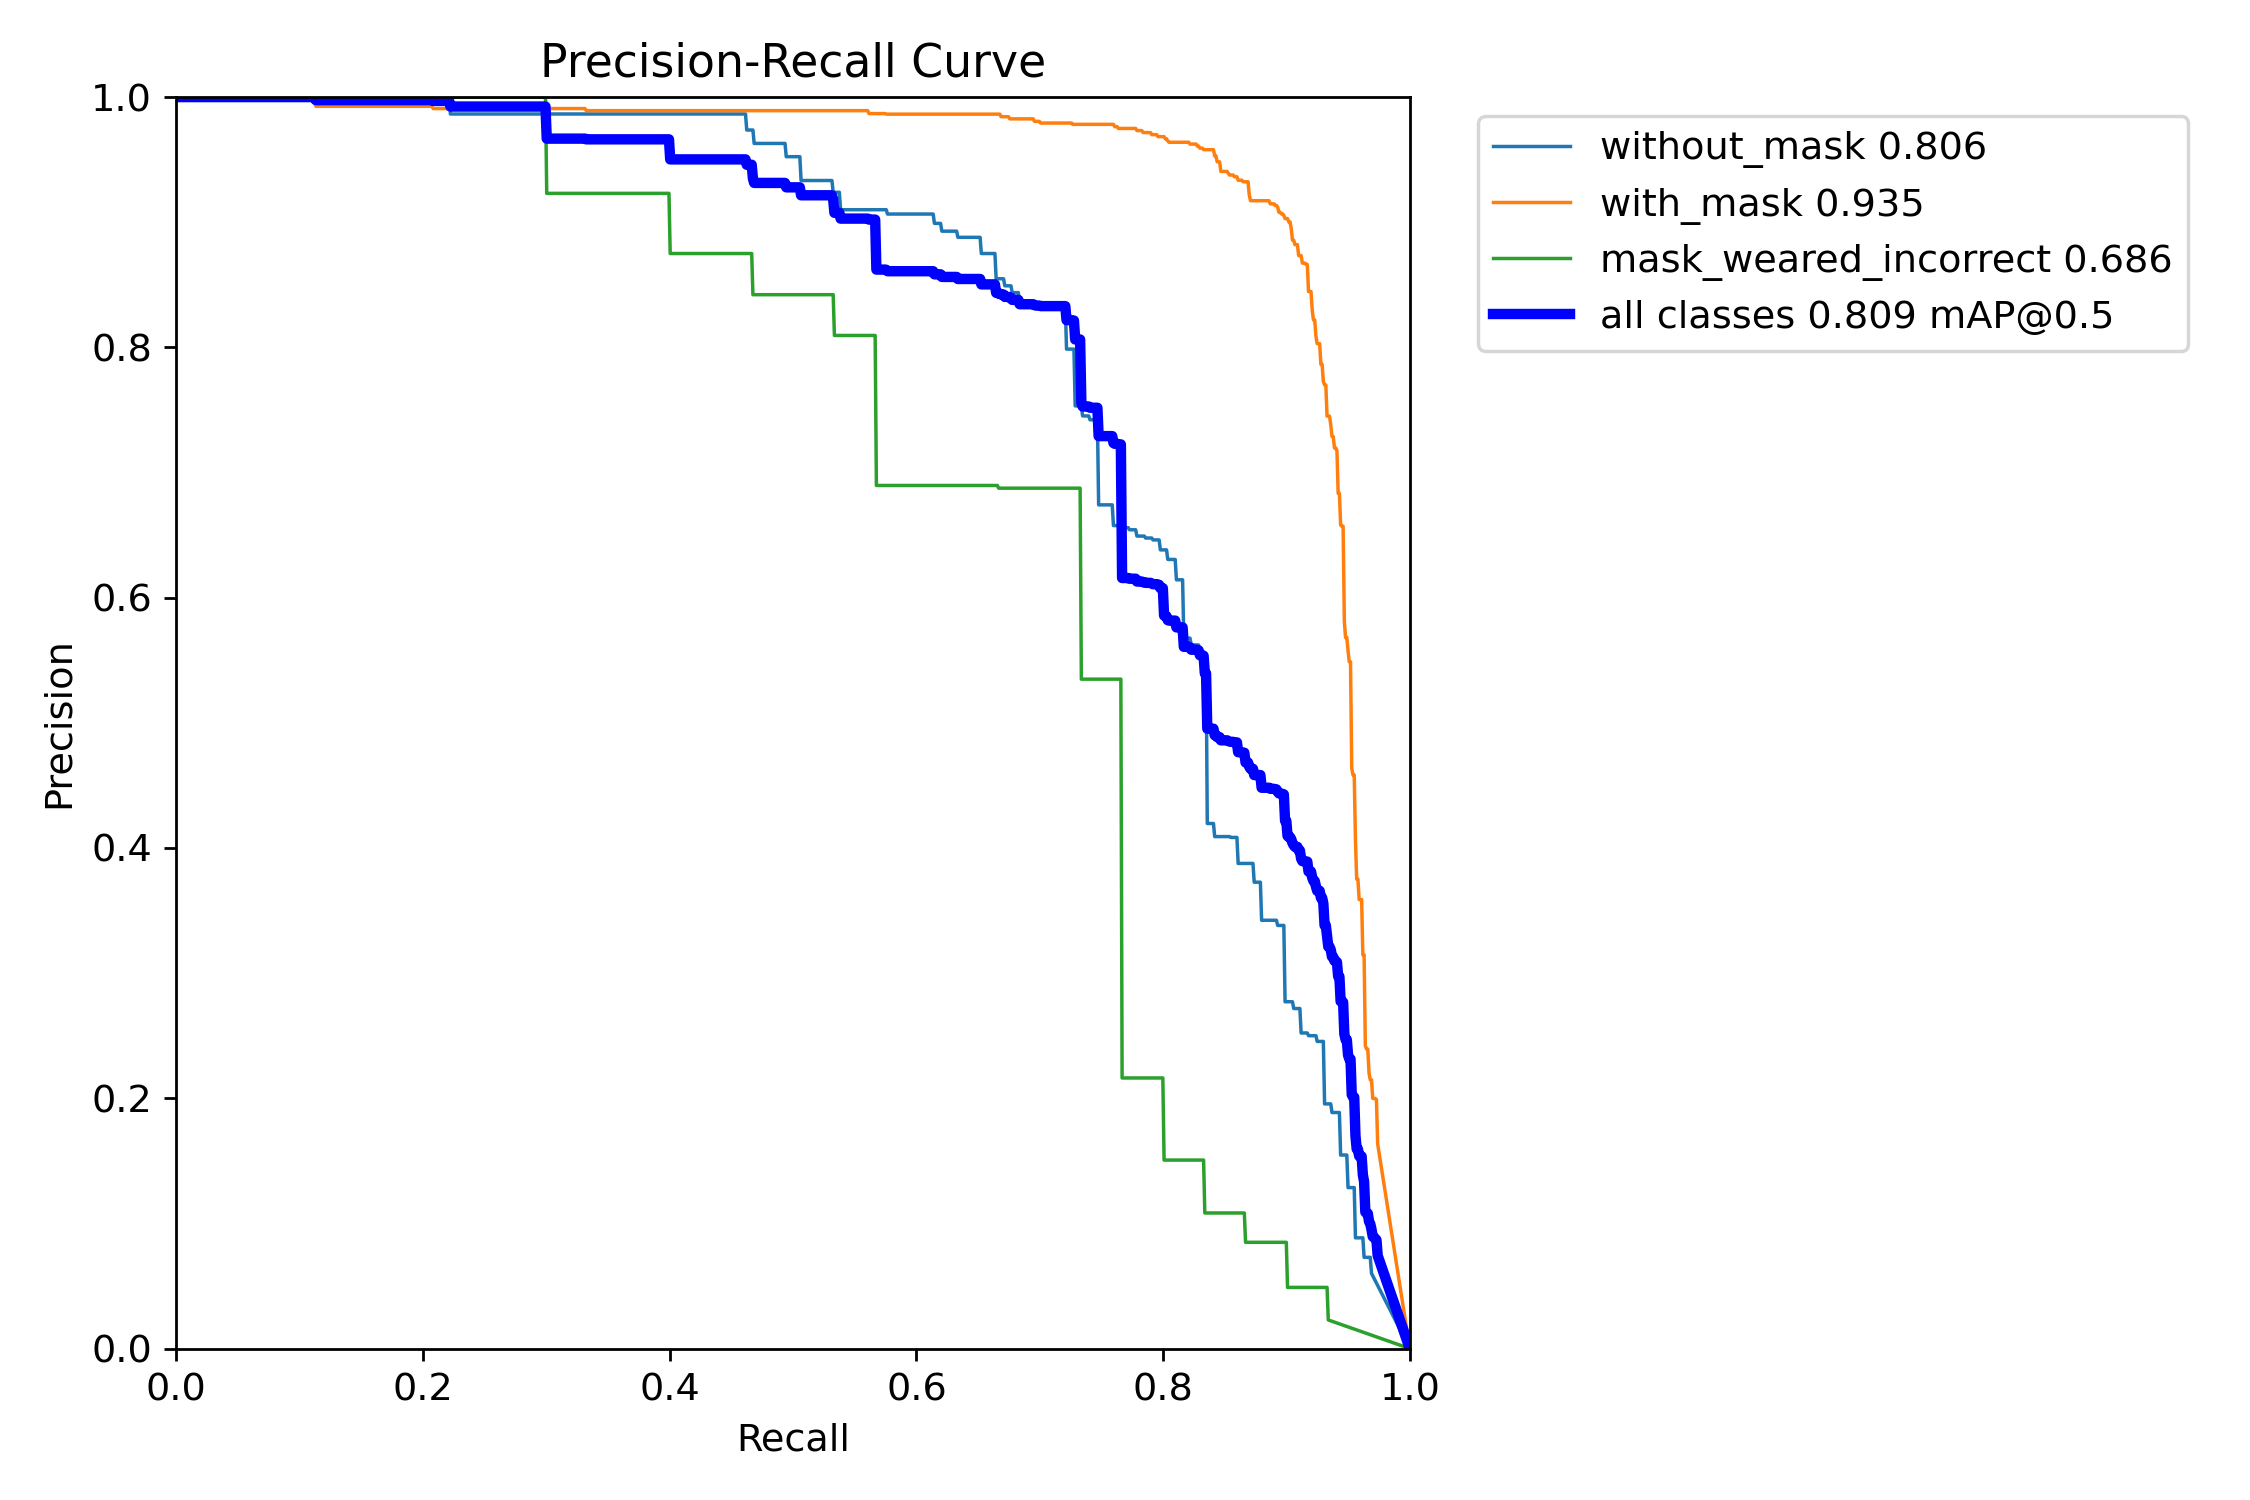 Precision-Recall Curve
1.0
0.8
0.6
0.4
0.2
0.0
Precision
0.0 0.2 0.4 0.6 0.8 1.0
Recall
without_mask 0.806
with_mask 0.935
mask_weared_incorrect 0.686
all classes 0.809 mAP@0.5